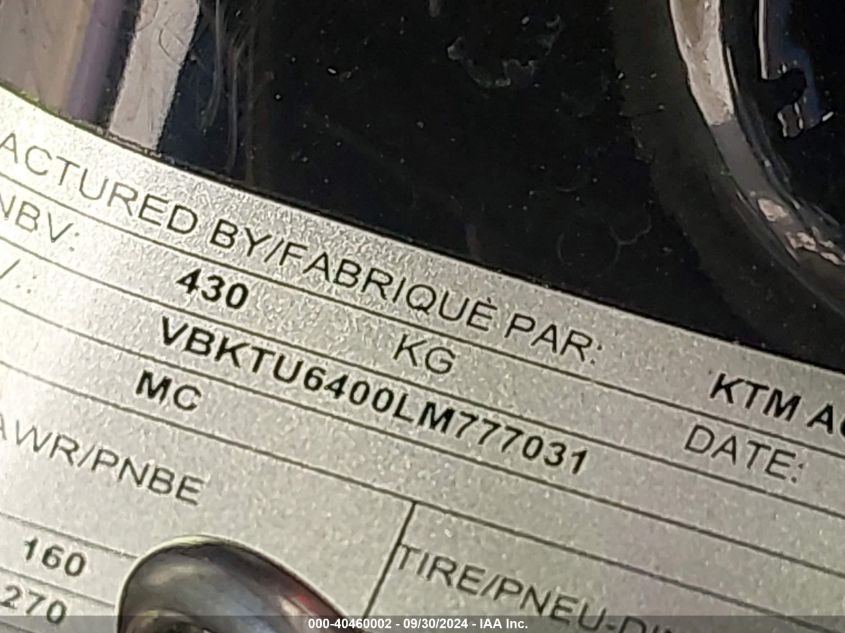 ACTURED BY/FABRIQUÉ PAR: KTM A
NBV: 430 KG DATE:
VBKTU6400LM777031
MC
AWR/PNBE TIRE/PNEU-DI
160
270
000-40460002 - 09/30/2024 - IAA Inc.